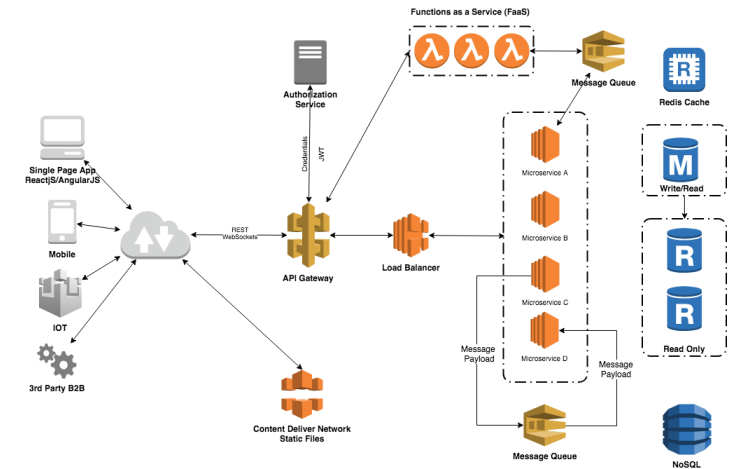 Functions as a Service (FaaS)
Message Queue
Redis Cache
Authorization
Service
Credentials
JWT
Single Page App
ReactjS/AngularJS
Microservice A
M
Write/Read
Mobile
REST
WebSockets
API Gateway
Load Balancer
Microservice B
R
IOT
Microservice C
R
R
Read Only
Message
Payload
Microservice D
Message
Payload
3rd Party B2B
Content Deliver Network
Static Files
Message Queue
NoSQL